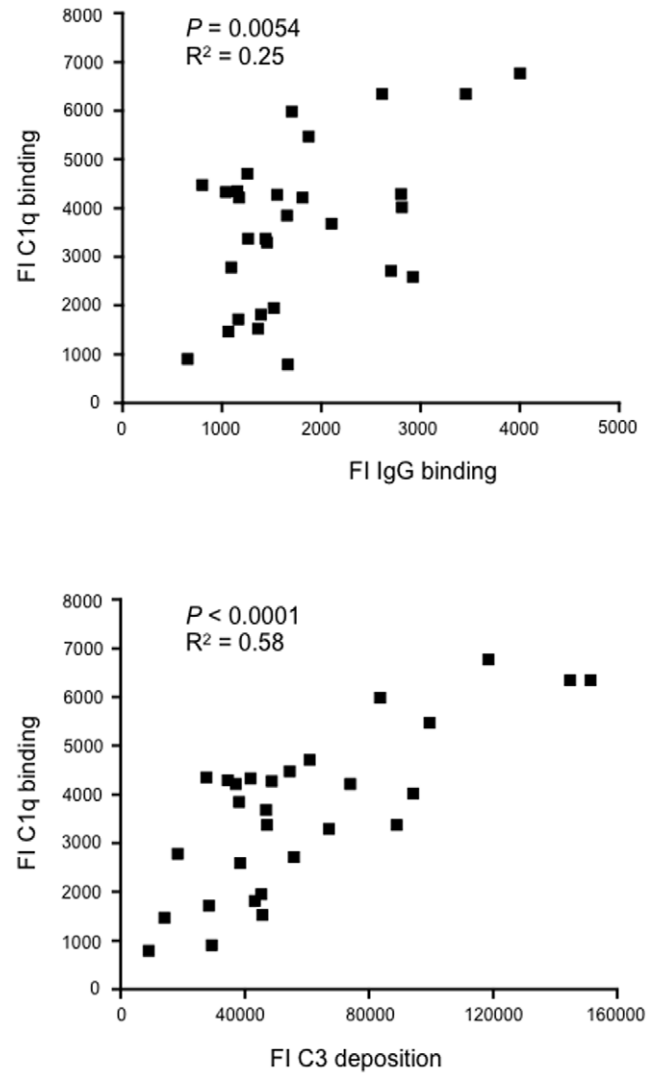 P = 0.0054
R² = 0.25
8000
7000
6000
5000
4000
3000
2000
1000
0
FI C1q binding
0 1000 2000 3000 4000 5000
FI IgG binding
P < 0.0001
R² = 0.58
8000
7000
6000
5000
4000
3000
2000
1000
0
FI C1q binding
0 40000 80000 120000 160000
FI C3 deposition